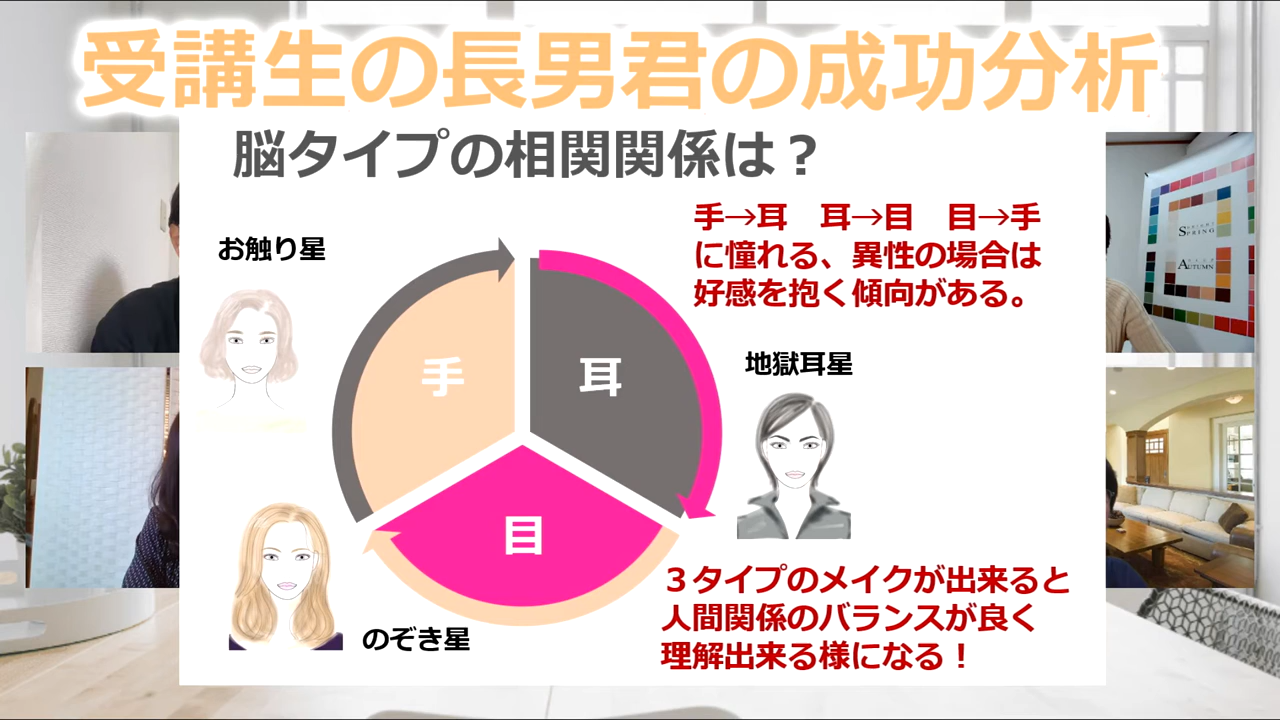 受講生の長男君の成功分析
脳タイプの相関関係は？
手→耳　耳→目　目→手
に憧れる、異性の場合は
好感を抱く傾向がある。
お触り星
手
耳
地獄耳星
目
のぞき星
３タイプのメイクが出来ると
人間関係のバランスが良く
理解出来る様になる！
SPRING
AUTUMN